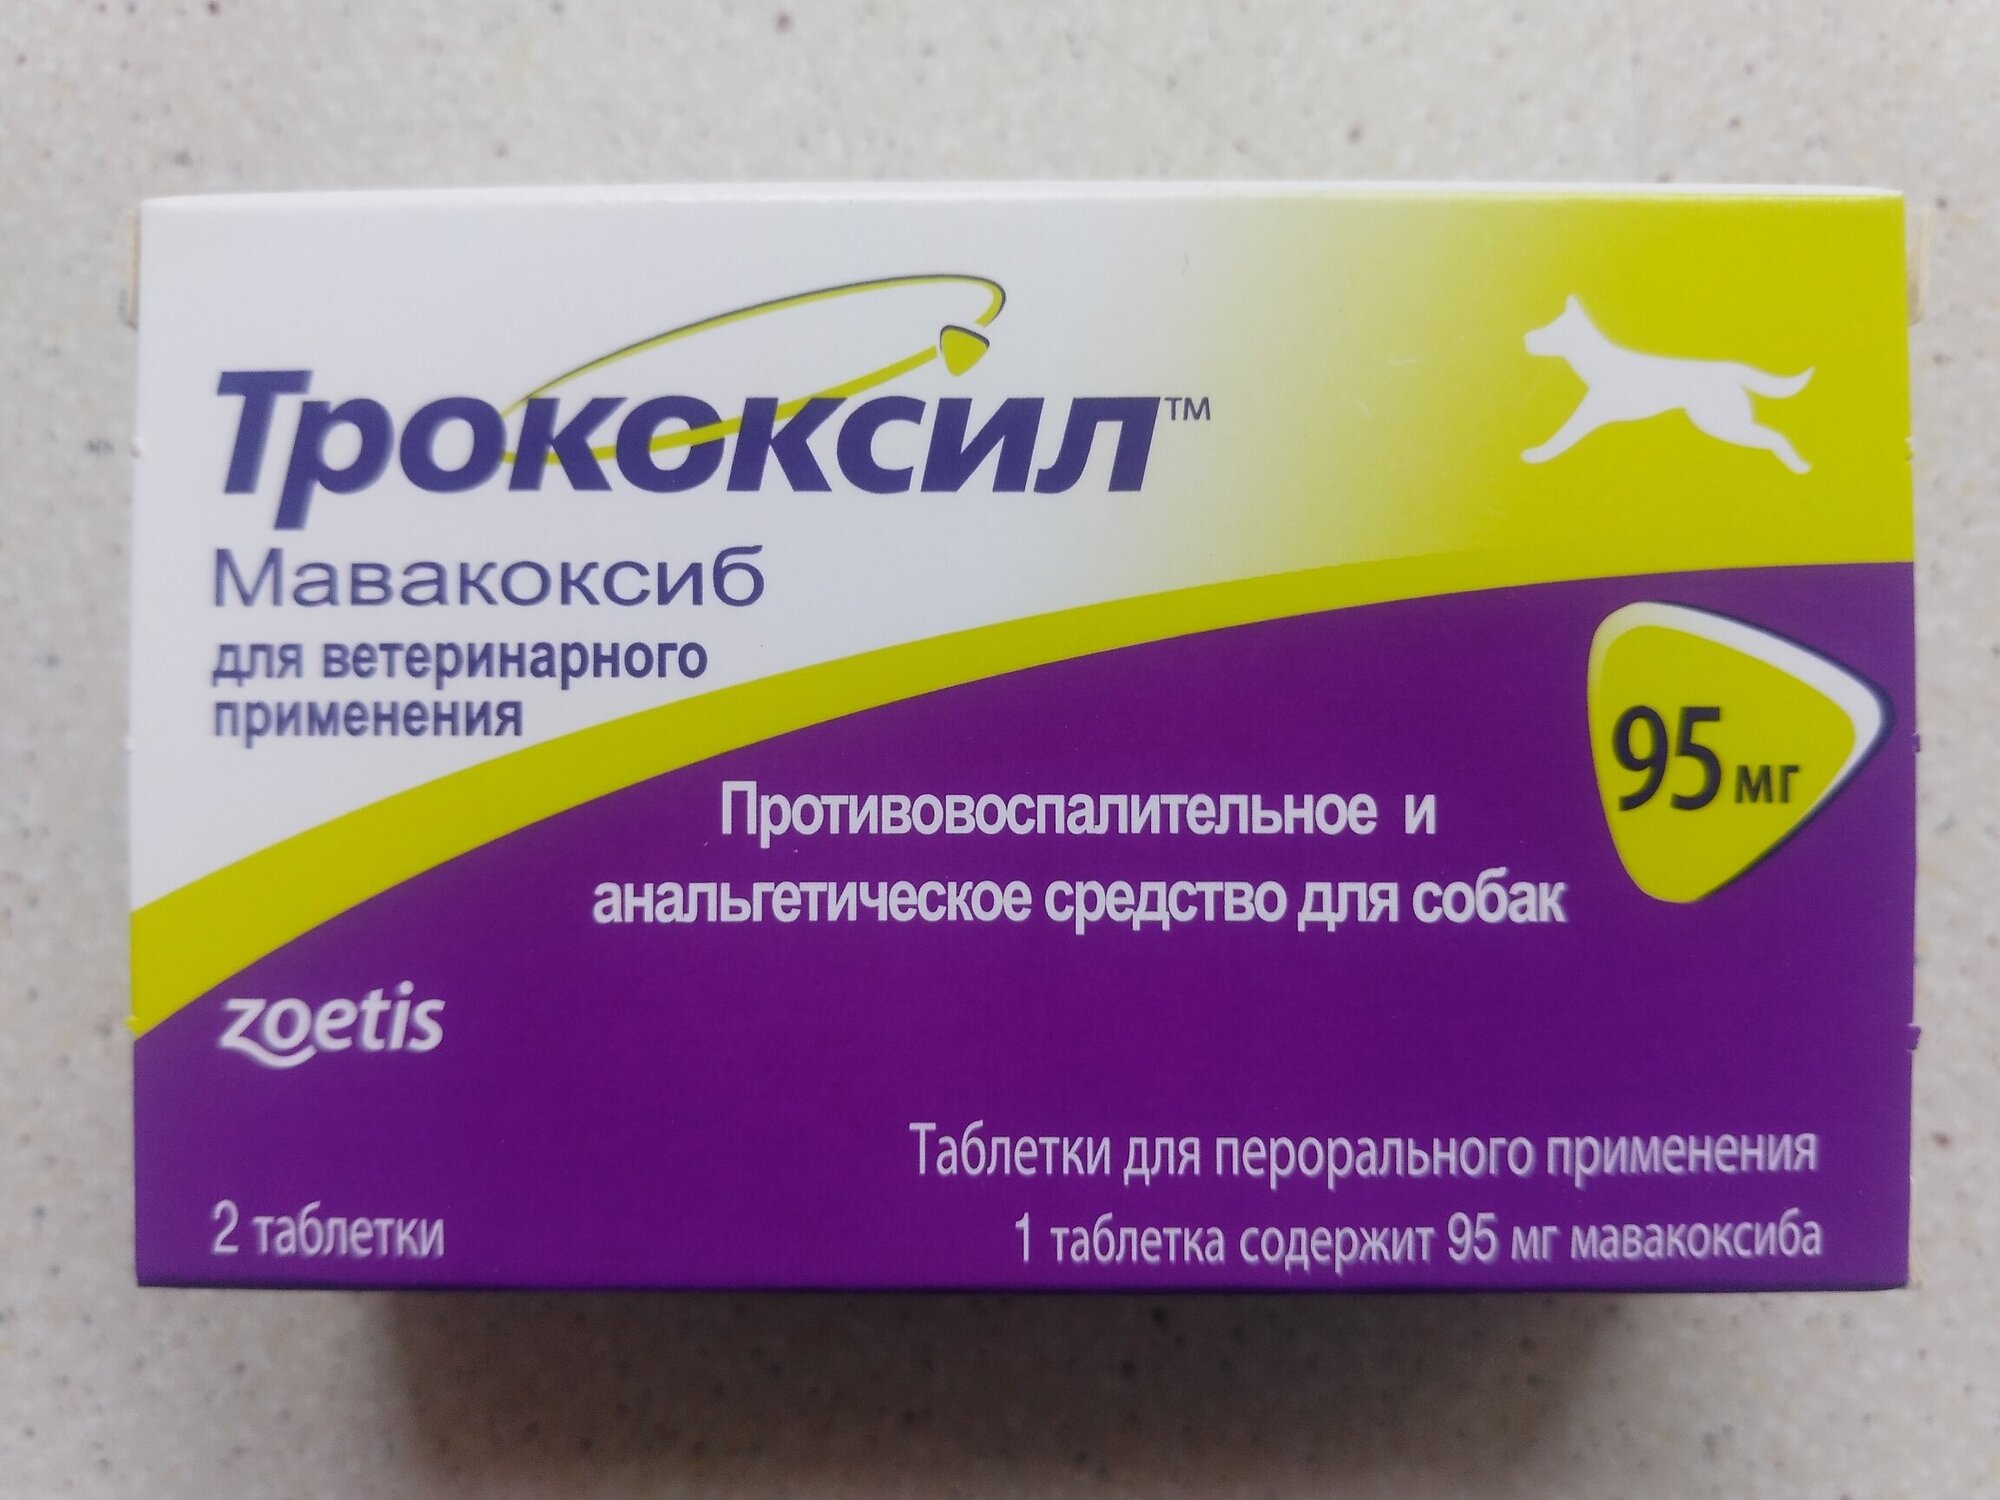 Трококсил™
Мавакоксиб
для ветеринарного
применения
95 мг
Противовоспалительное и
анальгетическое средство для собак
zoetis
Таблетки для перорального применения
2 таблетки
1 таблетка содержит 95 мг мавакоксиба